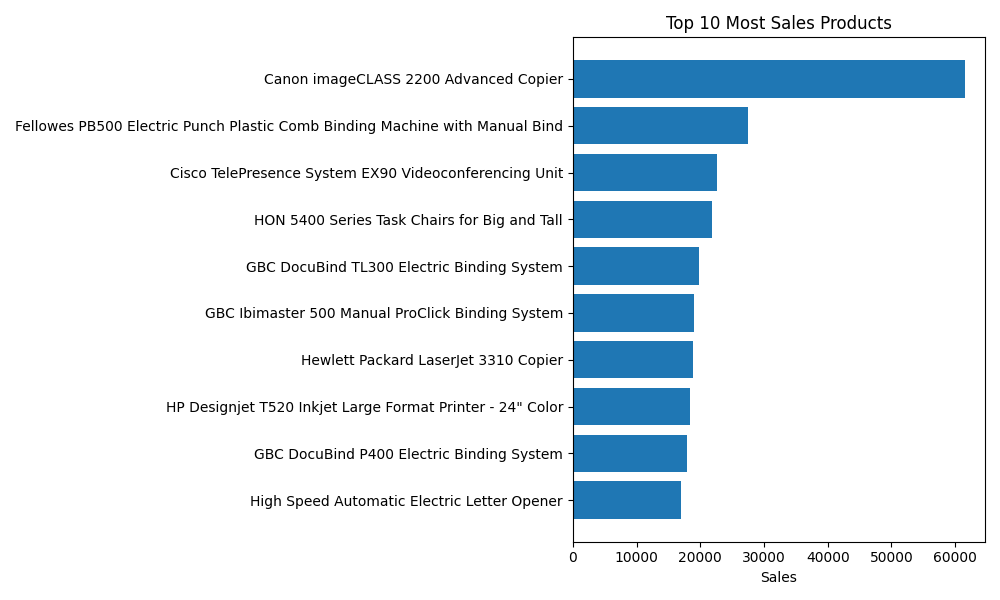 Top 10 Most Sales Products
Canon imageCLASS 2200 Advanced Copier
Fellowes PB500 Electric Punch Plastic Comb Binding Machine with Manual Bind
Cisco TelePresence System EX90 Videoconferencing Unit
HON 5400 Series Task Chairs for Big and Tall
GBC DocuBind TL300 Electric Binding System
GBC Ibimaster 500 Manual ProClick Binding System
Hewlett Packard LaserJet 3310 Copier
HP Designjet T520 Inkjet Large Format Printer - 24" Color
GBC DocuBind P400 Electric Binding System
High Speed Automatic Electric Letter Opener
0 10000 20000 30000 40000 50000 60000
Sales